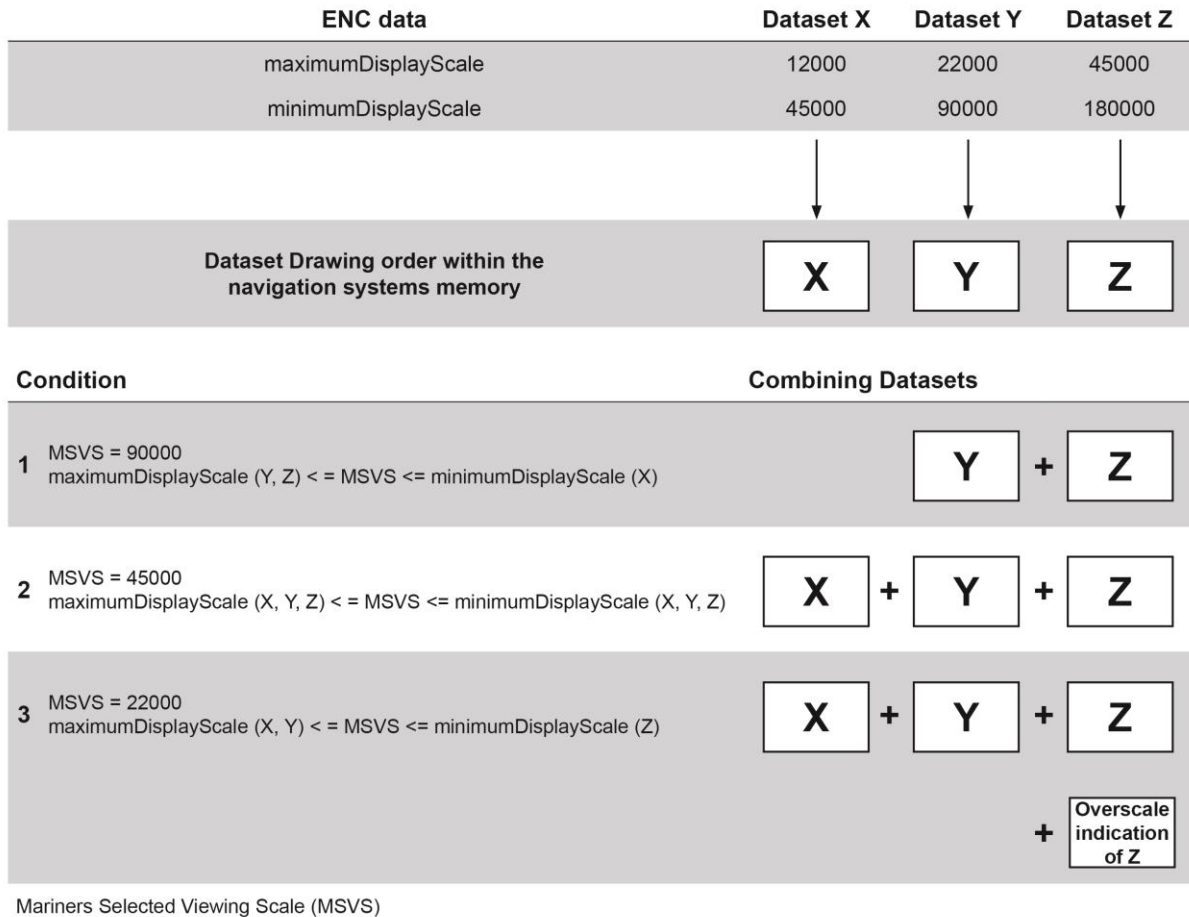 ENC data Dataset X Dataset Y Dataset Z
maximumDisplayScale 12000 22000 45000
minimumDisplayScale 45000 90000 180000
Dataset Drawing order within the
navigation systems memory
X Y Z
Condition Combining Datasets
1 MSVS = 90000
maximumDisplayScale (Y, Z) < = MSVS <= minimumDisplayScale (X)
Y + Z
2 MSVS = 45000
maximumDisplayScale (X, Y, Z) < = MSVS <= minimumDisplayScale (X, Y, Z)
X + Y + Z
3 MSVS = 22000
maximumDisplayScale (X, Y) < = MSVS <= minimumDisplayScale (Z)
X + Y + Z
+ Overscale
indication
of Z
Mariners Selected Viewing Scale (MSVS)